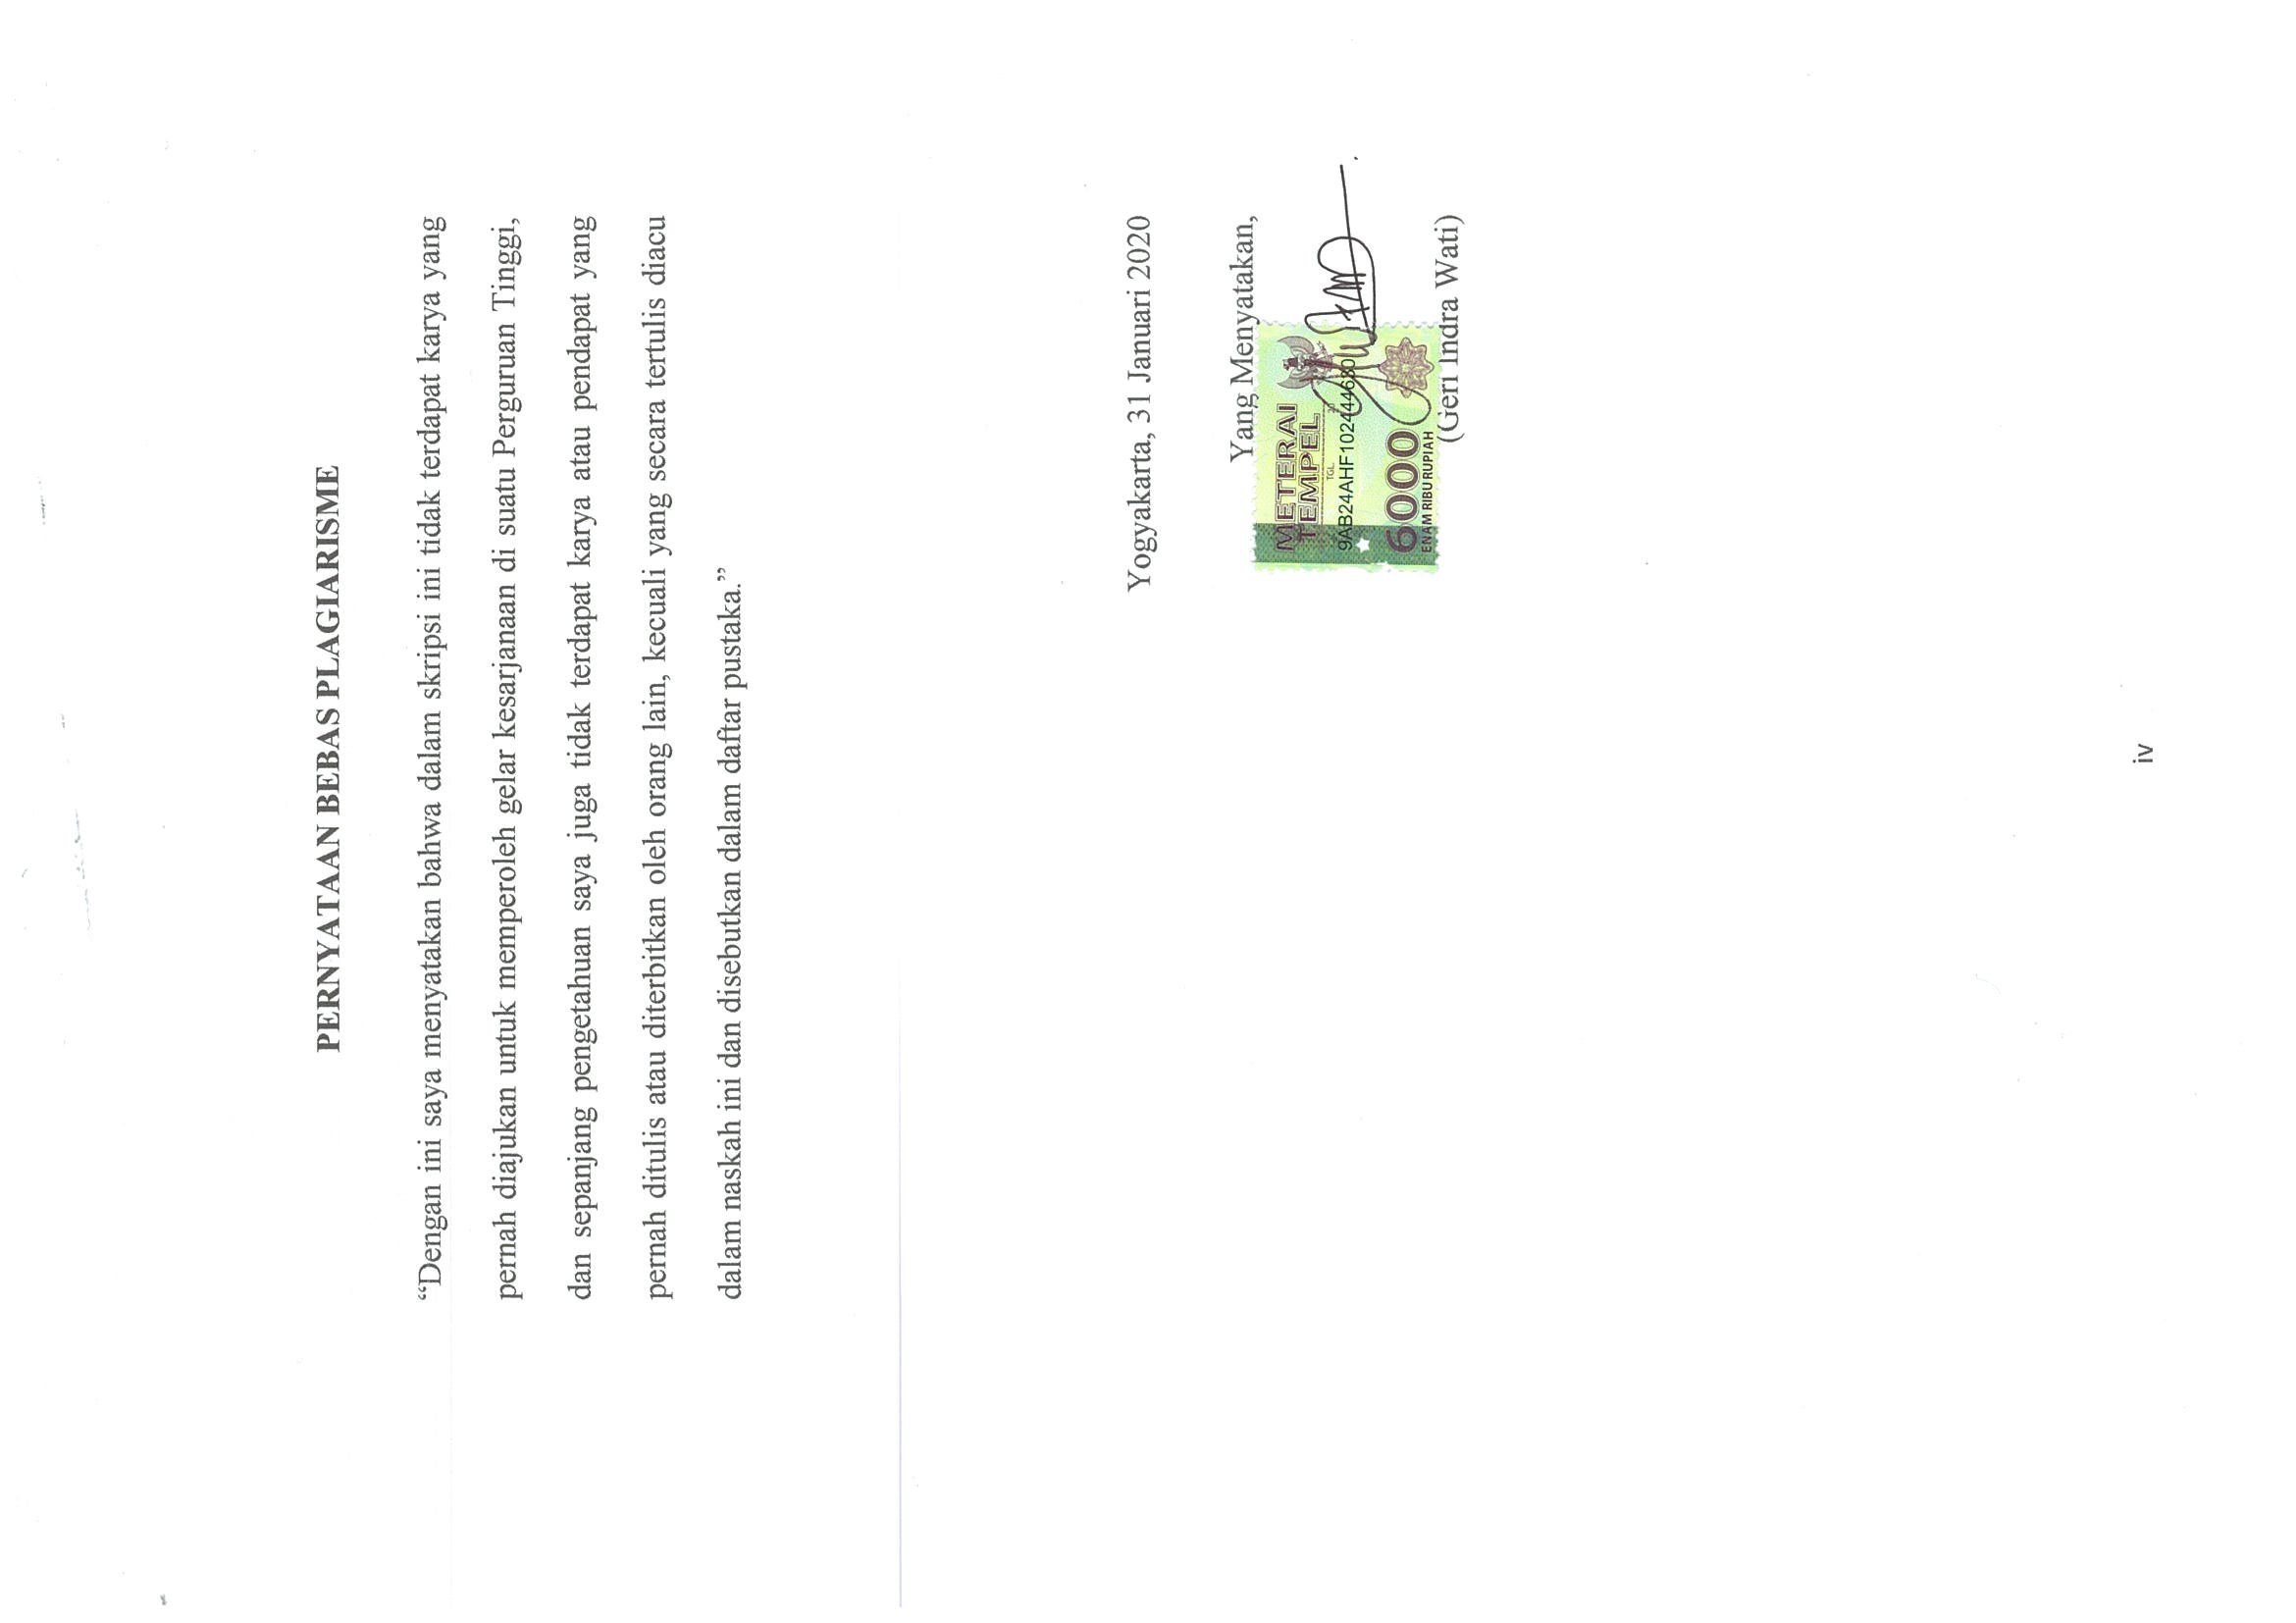 PERNYATAAN BEBAS PLAGIARISME
“Dengan ini saya menyatakan bahwa dalam skripsi ini tidak terdapat karya yang
pernah diajukan untuk memperoleh gelar kesarjanaan di suatu Perguruan Tinggi,
dan sepanjang pengetahuan saya juga tidak terdapat karya atau pendapat yang
pernah ditulis atau diterbitkan oleh orang lain, kecuali yang secara tertulis diacu
dalam naskah ini dan disebutkan dalam daftar pustaka.”
Yogyakarta, 31 Januari 2020
Yang Menyatakan,
METERAI
TEMPEL
TGL.
9AB24AHF102444630
6000
ENAM RIBU RUPIAH
(Geri Indra Wati)
iv